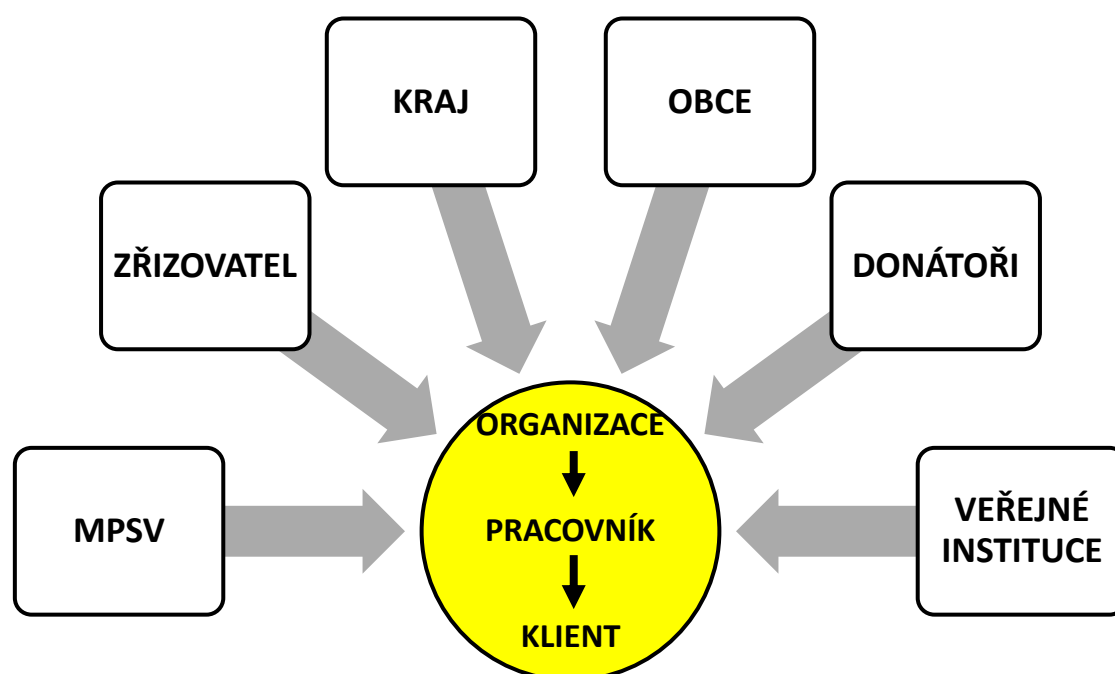 KRAJ
OBCE
ZŘIZOVATEL
DONÁTOŘI
ORGANIZACE
MPSV
PRACOVNÍK
VEŘEJNÉ
INSTITUCE
KLIENT